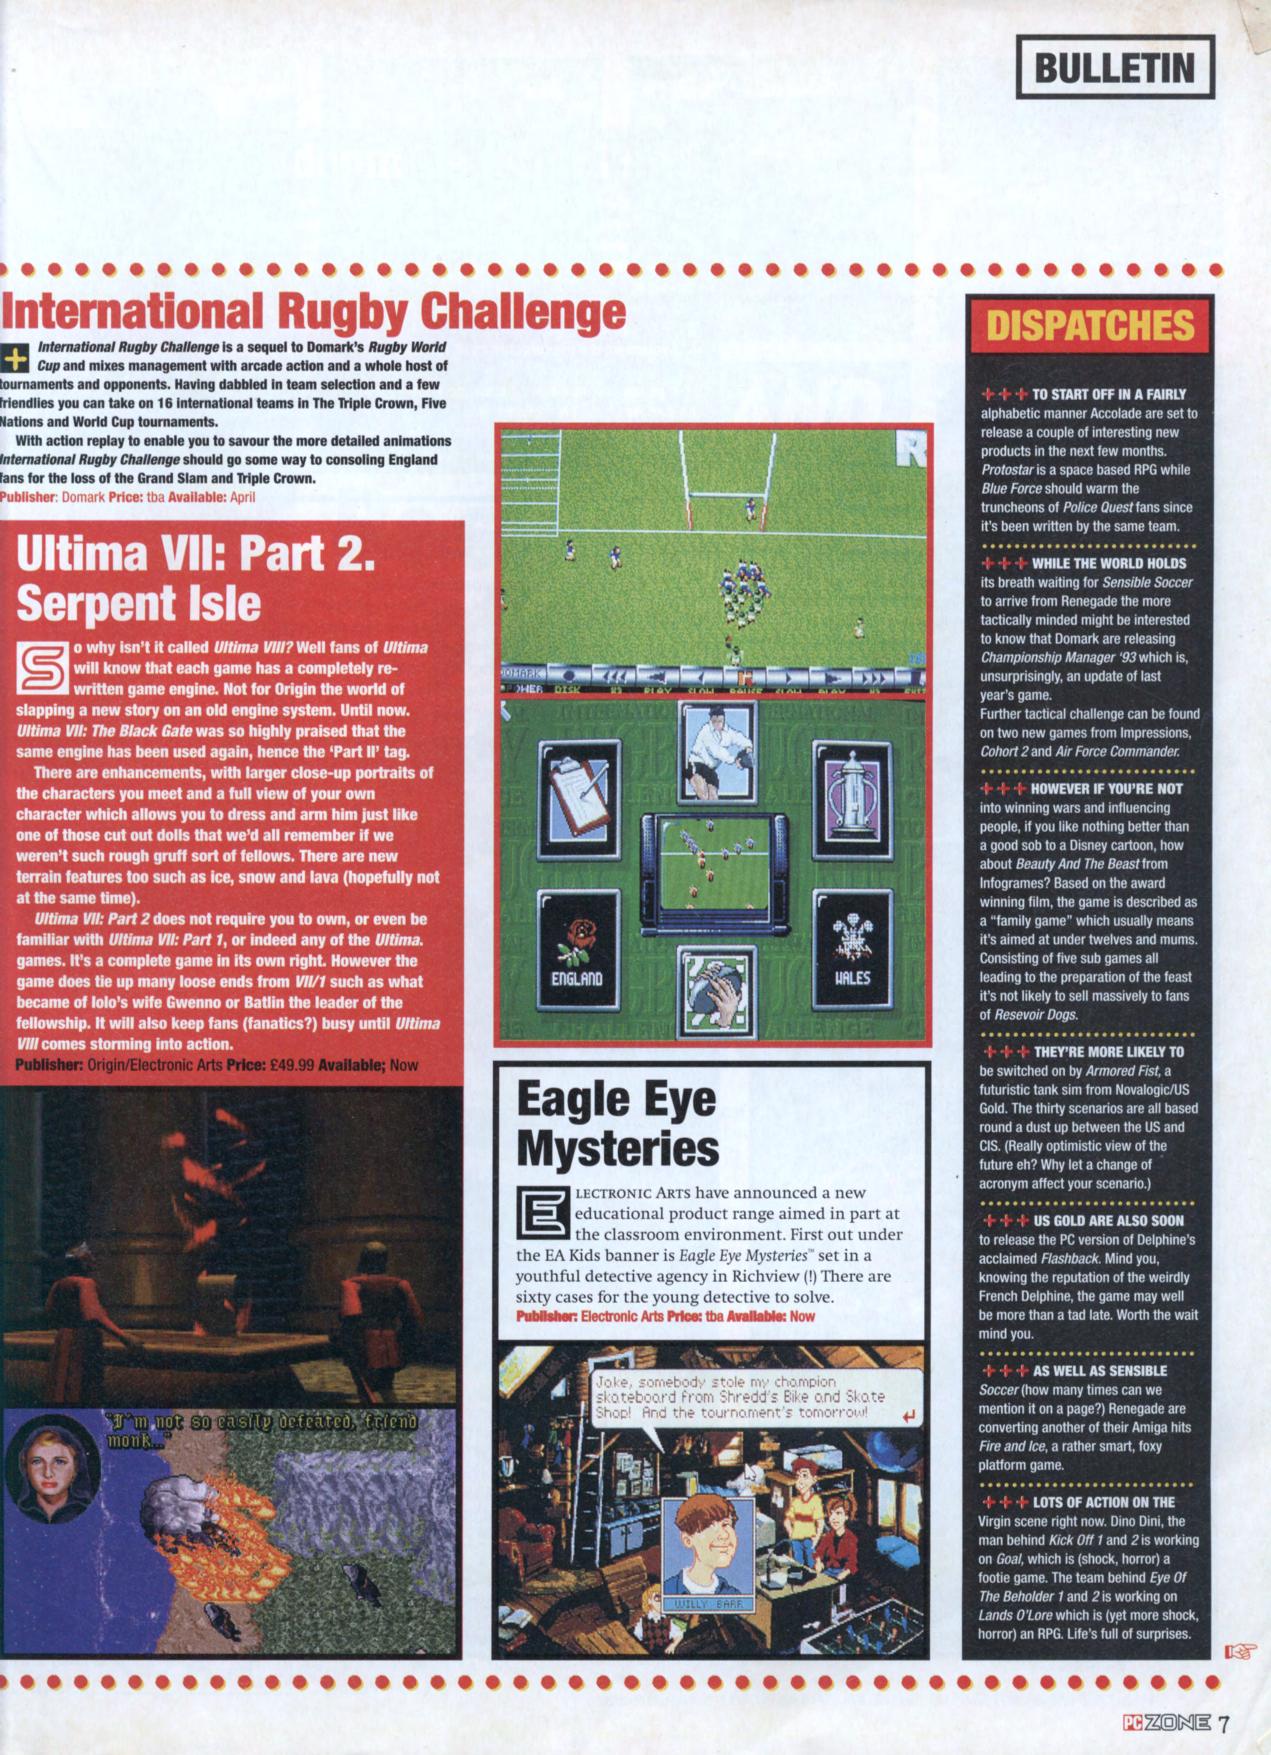 BULLETIN
International Rugby Challenge
International Rugby Challenge is a sequel to Domark's Rugby World
Cup and mixes management with arcade action and a whole host of
tournaments and opponents. Having dabbled in team selection and a few
friendlies you can take on 16 international teams in The Triple Crown, Five
Nations and World Cup tournaments.
With action replay to enable you to savour the more detailed animations
International Rugby Challenge should go some way to consoling England
fans for the loss of the Grand Slam and Triple Crown.
Publisher: Domark Price: tba Available: April
Ultima VII: Part 2.
Serpent Isle
So why isn't it called Ultima VIII? Well fans of Ultima
will know that each game has a completely re-
written game engine. Not for Origin the world of
slapping a new story on an old engine system. Until now.
Ultima VII: The Black Gate was so highly praised that the
same engine has been used again, hence the 'Part II' tag.
There are enhancements, with larger close-up portraits of
the characters you meet and a full view of your own
character which allows you to dress and arm him just like
one of those cut out dolls that we'd all remember if we
weren't such rough gruff sort of fellows. There are new
terrain features too such as ice, snow and lava (hopefully not
at the same time).
Ultima VII: Part 2 does not require you to own, or even be
familiar with Ultima VII: Part 1, or indeed any of the Ultima.
games. It's a complete game in its own right. However the
game does tie up many loose ends from VII/1 such as what
became of Iolo's wife Gwenno or Batlin the leader of the
fellowship. It will also keep fans (fanatics?) busy until Ultima
VIII comes storming into action.
Publisher: Origin/Electronic Arts Price: £49.99 Available; Now
"I'm not so easily defeated, friend
monk..."
R
DOMARK
POWER DISK X3 PLAY SLOW PAUSE SLOW PLAY X3 EXIT
ENGLAND
WALES
Eagle Eye
Mysteries
ELECTRONIC ARTS have announced a new
educational product range aimed in part at
the classroom environment. First out under
the EA Kids banner is Eagle Eye Mysteries™ set in a
youthful detective agency in Richview (!) There are
sixty cases for the young detective to solve.
Publisher: Electronic Arts Price: tba Available: Now
Jake, somebody stole my champion
skateboard from Shredd's Bike and Skate
Shop! And the tournament's tomorrow!
WILLY BARR
DISPATCHES
+++ TO START OFF IN A FAIRLY
alphabetic manner Accolade are set to
release a couple of interesting new
products in the next few months.
Protostar is a space based RPG while
Blue Force should warm the
truncheons of Police Quest fans since
it's been written by the same team.
+++ WHILE THE WORLD HOLDS
its breath waiting for Sensible Soccer
to arrive from Renegade the more
tactically minded might be interested
to know that Domark are releasing
Championship Manager '93 which is,
unsurprisingly, an update of last
year's game.
Further tactical challenge can be found
on two new games from Impressions,
Cohort 2 and Air Force Commander.
+++ HOWEVER IF YOU'RE NOT
into winning wars and influencing
people, if you like nothing better than
a good sob to a Disney cartoon, how
about Beauty And The Beast from
Infogrames? Based on the award
winning film, the game is described as
a "family game" which usually means
it's aimed at under twelves and mums.
Consisting of five sub games all
leading to the preparation of the feast
it's not likely to sell massively to fans
of Resevoir Dogs.
+++ THEY'RE MORE LIKELY TO
be switched on by Armored Fist, a
futuristic tank sim from Novalogic/US
Gold. The thirty scenarios are all based
round a dust up between the US and
CIS. (Really optimistic view of the
future eh? Why let a change of
acronym affect your scenario.)
+++ US GOLD ARE ALSO SOON
to release the PC version of Delphine's
acclaimed Flashback. Mind you,
knowing the reputation of the weirdly
French Delphine, the game may well
be more than a tad late. Worth the wait
mind you.
+++ AS WELL AS SENSIBLE
Soccer (how many times can we
mention it on a page?) Renegade are
converting another of their Amiga hits
Fire and Ice, a rather smart, foxy
platform game.
+++ LOTS OF ACTION ON THE
Virgin scene right now. Dino Dini, the
man behind Kick Off 1 and 2 is working
on Goal, which is (shock, horror) a
footie game. The team behind Eye Of
The Beholder 1 and 2 is working on
Lands O'Lore which is (yet more shock,
horror) an RPG. Life's full of surprises.
PC ZONE 7